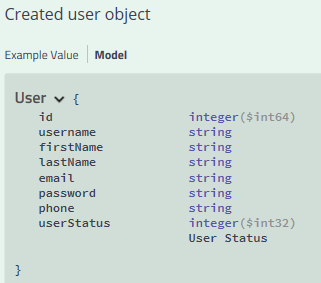 Created user object
Example Value Model
User {
id integer($int64)
username string
firstName string
lastName string
email string
password string
phone string
userStatus integer($int32)
User Status
}